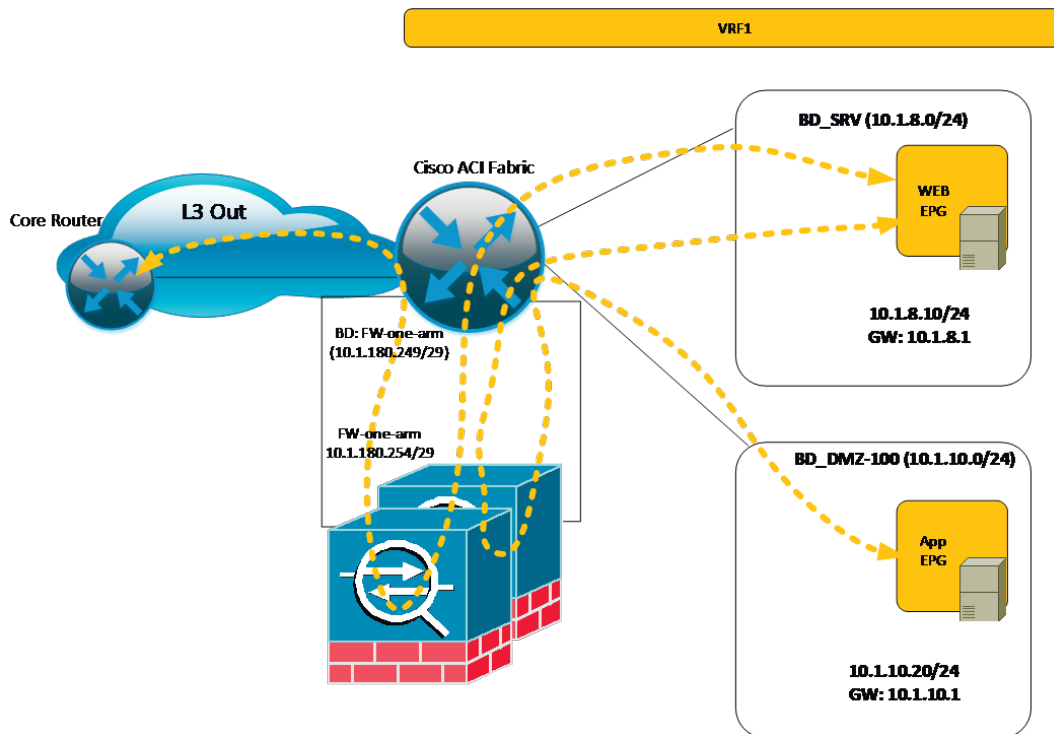 VRF1
BD_SRV (10.1.8.0/24)
Cisco ACI Fabric
WEB
EPG
L3 Out
Core Router
10.1.8.10/24
GW: 10.1.8.1
BD: FW-one-arm
(10.1.180.249/29)
FW-one-arm
10.1.180.254/29
BD_DMZ-100 (10.1.10.0/24)
App
EPG
10.1.10.20/24
GW: 10.1.10.1